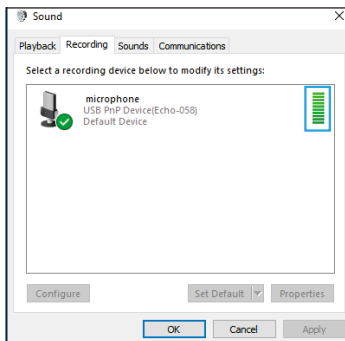 Sound
Playback Recording Sounds Communications
Select a recording device below to modify its settings:
microphone
USB PnP Device(Echo-058)
Default Device
Configure Set Default Properties
OK Cancel Apply